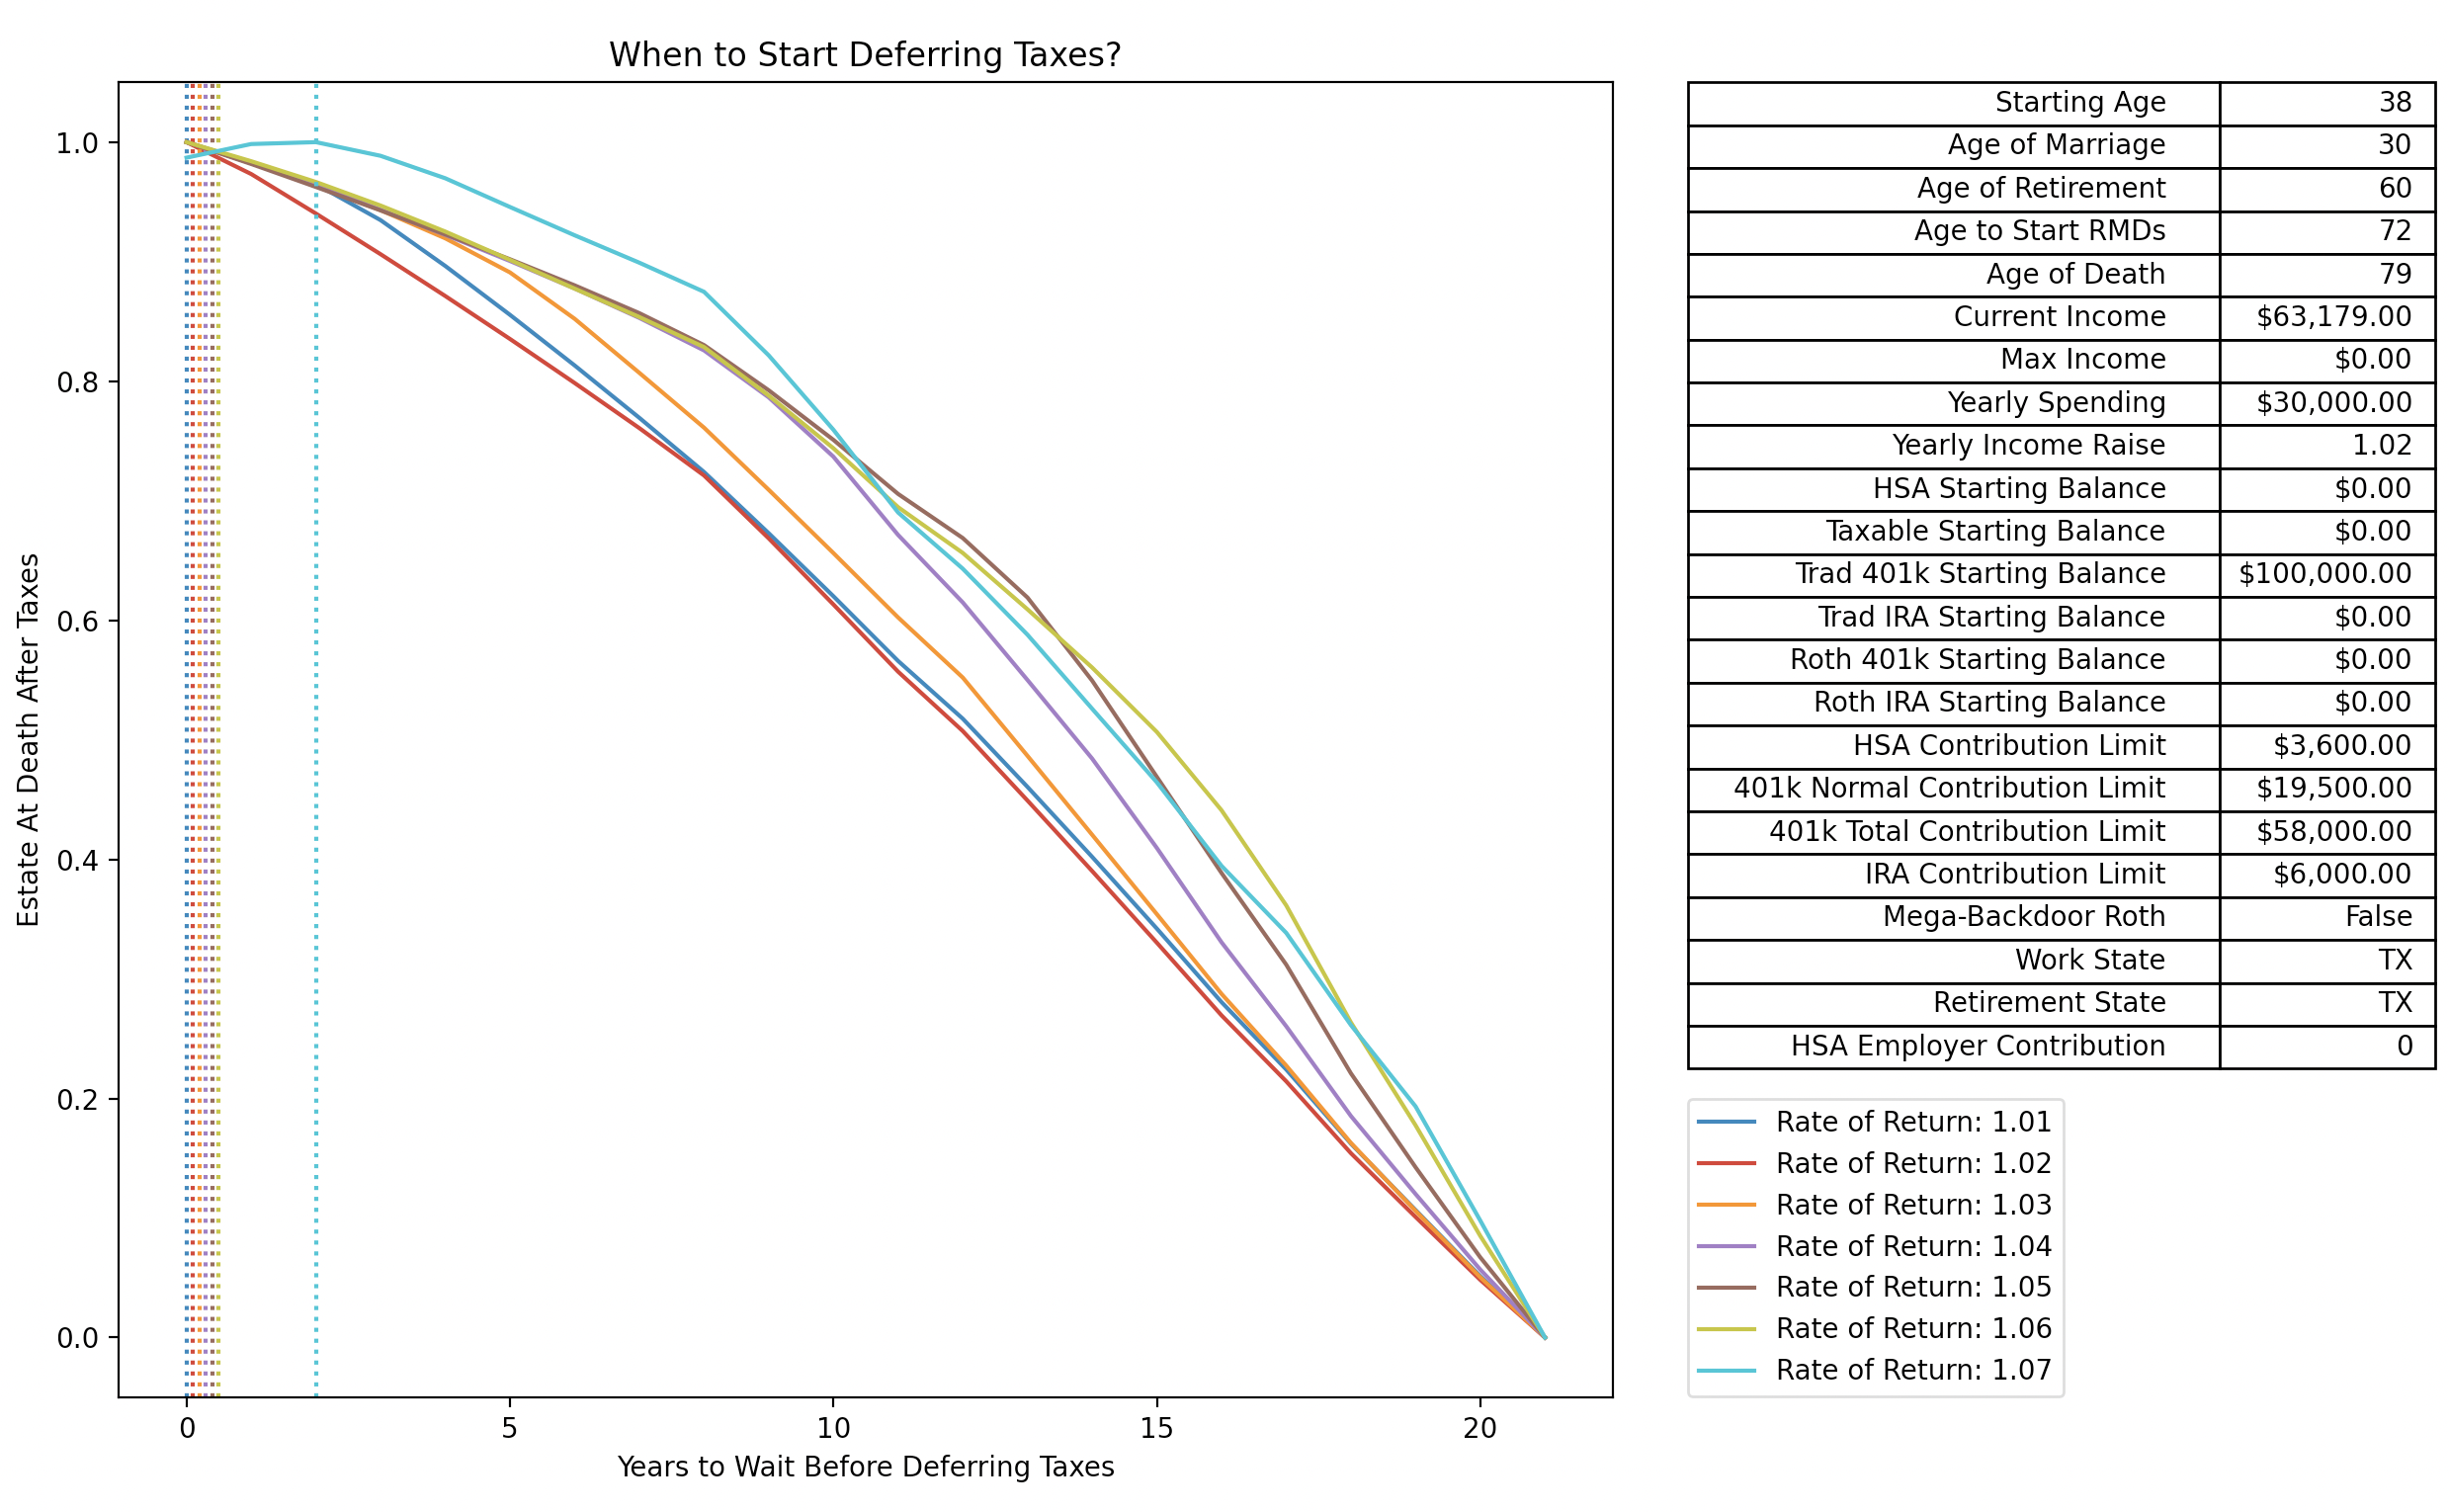 When to Start Deferring Taxes?
Estate At Death After Taxes
1.0
0.8
0.6
0.4
0.2
0.0
0 5 10 15 20
Years to Wait Before Deferring Taxes
Starting Age 38
Age of Marriage 30
Age of Retirement 60
Age to Start RMDs 72
Age of Death 79
Current Income $63,179.00
Max Income $0.00
Yearly Spending $30,000.00
Yearly Income Raise 1.02
HSA Starting Balance $0.00
Taxable Starting Balance $0.00
Trad 401k Starting Balance $100,000.00
Trad IRA Starting Balance $0.00
Roth 401k Starting Balance $0.00
Roth IRA Starting Balance $0.00
HSA Contribution Limit $3,600.00
401k Normal Contribution Limit $19,500.00
401k Total Contribution Limit $58,000.00
IRA Contribution Limit $6,000.00
Mega-Backdoor Roth False
Work State TX
Retirement State TX
HSA Employer Contribution 0
Rate of Return: 1.01
Rate of Return: 1.02
Rate of Return: 1.03
Rate of Return: 1.04
Rate of Return: 1.05
Rate of Return: 1.06
Rate of Return: 1.07